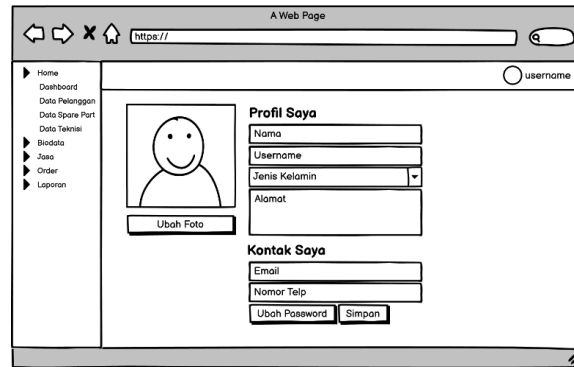 A Web Page
https://
username
Home
Dashboard
Data Pelanggan
Data Spare Part
Data Teknisi
Biodata
Jasa
Order
Laporan
Ubah Foto
Profil Saya
Nama
Username
Jenis Kelamin
Alamat
Kontak Saya
Email
Nomor Telp
Ubah Password
Simpan